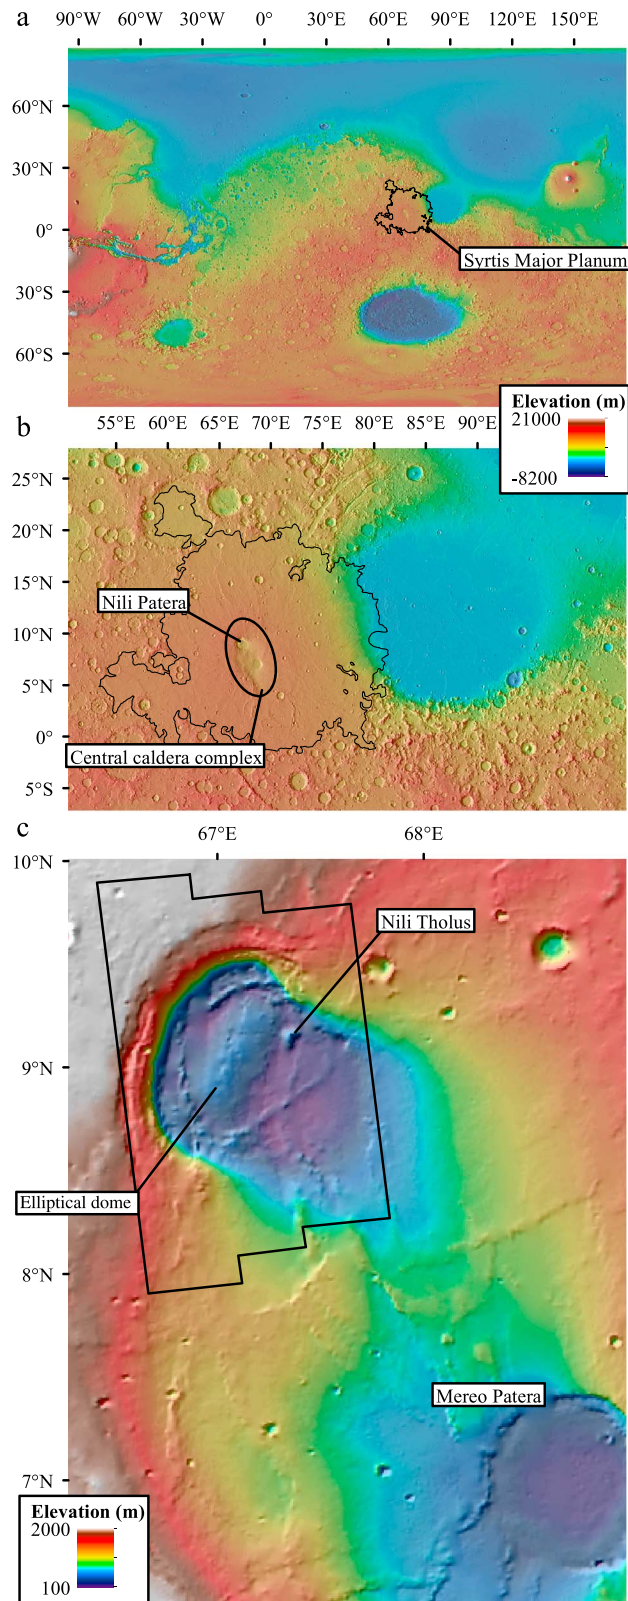 a
90°W 60°W 30°W 0° 30°E 60°E 90°E 120°E 150°E
60°N
30°N
0°
30°S
60°S
Syrtis Major Planum
Elevation (m)
21000
-8200
b
55°E 60°E 65°E 70°E 75°E 80°E 85°E 90°E
25°N
20°N
15°N
10°N
5°N
0°
5°S
Nili Patera
Central caldera complex
c
67°E 68°E
10°N
9°N
8°N
7°N
Nili Tholus
Elliptical dome
Mereo Patera
Elevation (m)
2000
100